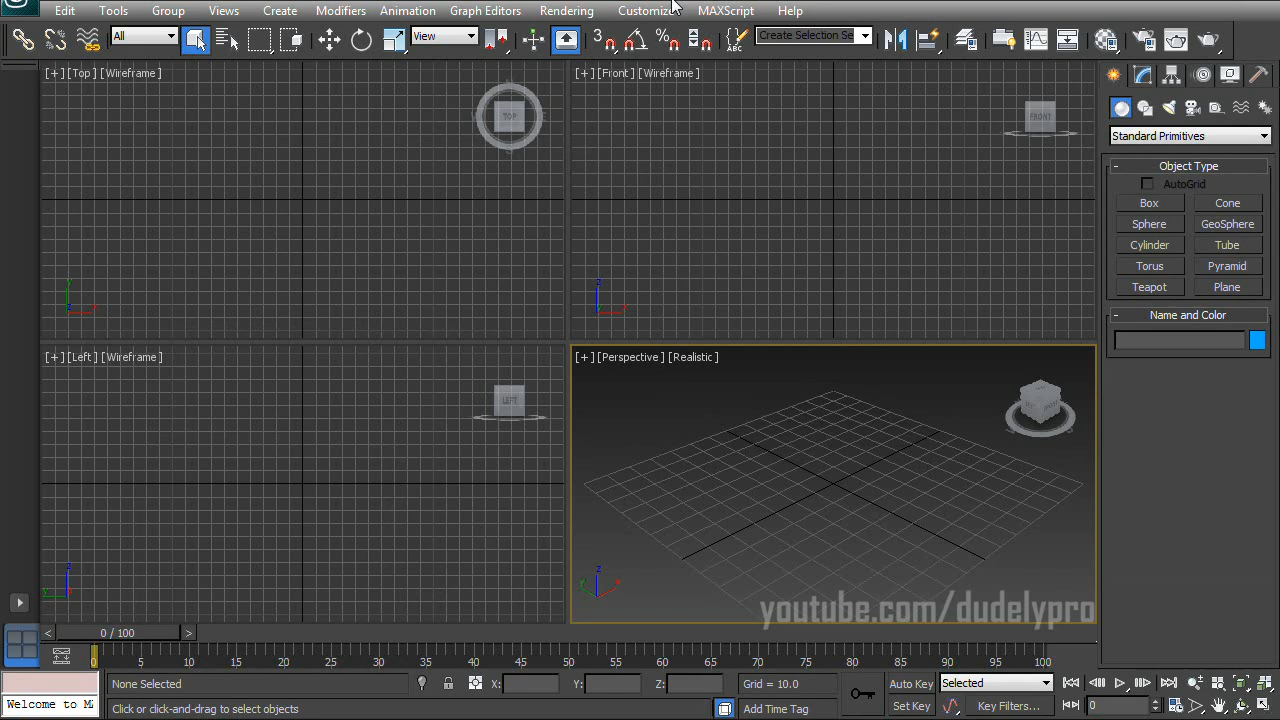 Edit Tools Group Views Create Modifiers Animation Graph Editors Rendering Customize MAXScript Help
All View 3 % ABC Create Selection Se
[+] [Top] [Wireframe]
TOP
[+] [Front] [Wireframe]
FRONT
[+] [Left] [Wireframe]
LEFT
[+] [Perspective] [Realistic]
Standard Primitives
- Object Type
AutoGrid
Box Cone
Sphere GeoSphere
Cylinder Tube
Torus Pyramid
Teapot Plane
- Name and Color
youtube.com/dudelypro
< 0 / 100 >
0 5 10 15 20 25 30 35 40 45 50 55 60 65 70 75 80 85 90 95 100
None Selected X: Y: Z: Grid = 10.0 Auto Key Selected
Welcome to M Click or click-and-drag to select objects Add Time Tag Set Key Key Filters... 0